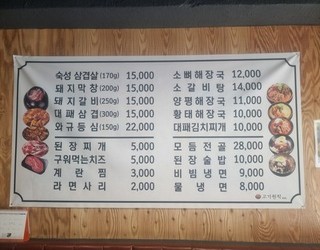 숙성 삼겹살 (170g) 15,000
돼지막창 (200g) 15,000
돼지갈비 (250g) 15,000
대패삼겹 (300g) 15,000
와규등심 (150g) 22,000
된장찌개 5,000
구워먹는치즈 5,000
계란찜 3,000
라면사리 2,000
소뼈해장국 12,000
소갈비탕 14,000
양평해장국 11,000
황태해장국 10,000
대패김치찌개 10,000
모듬전골 28,000
된장술밥 10,000
비빔냉면 9,000
물냉면 8,000